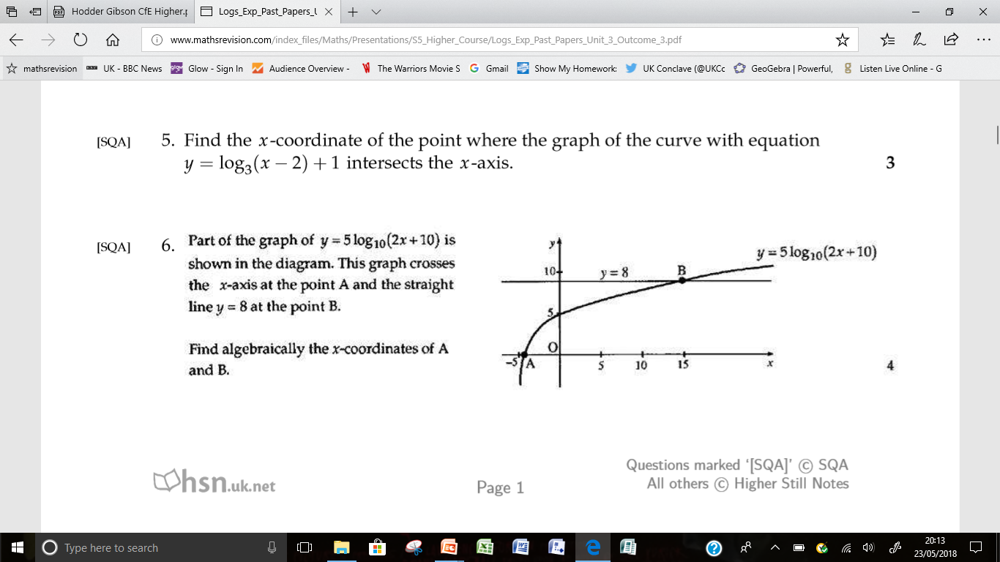 Hodder Gibson CfE Higher.p
Logs_Exp_Past_Papers_U
www.mathsrevision.com/index_files/Maths/Presentations/S5_Higher_Course/Logs_Exp_Past_Papers_Unit_3_Outcome_3.pdf
mathsrevision UK - BBC News Glow - Sign In Audience Overview - The Warriors Movie S Gmail Show My Homework: UK Conclave (@UKCc GeoGebra | Powerful, Listen Live Online - G
[SQA] 5. Find the x-coordinate of the point where the graph of the curve with equation
y = log₃(x − 2) + 1 intersects the x-axis. 3
[SQA] 6. Part of the graph of y = 5 log₁₀(2x + 10) is
shown in the diagram. This graph crosses
the x-axis at the point A and the straight
line y = 8 at the point B.
Find algebraically the x-coordinates of A
and B.
y
y = 5 log₁₀(2x + 10)
10
y = 8
B
5
O
-5 A 5 10 15 x
4
hsn.uk.net
Page 1
Questions marked ‘[SQA]’ © SQA
All others © Higher Still Notes
Type here to search
20:13
23/05/2018